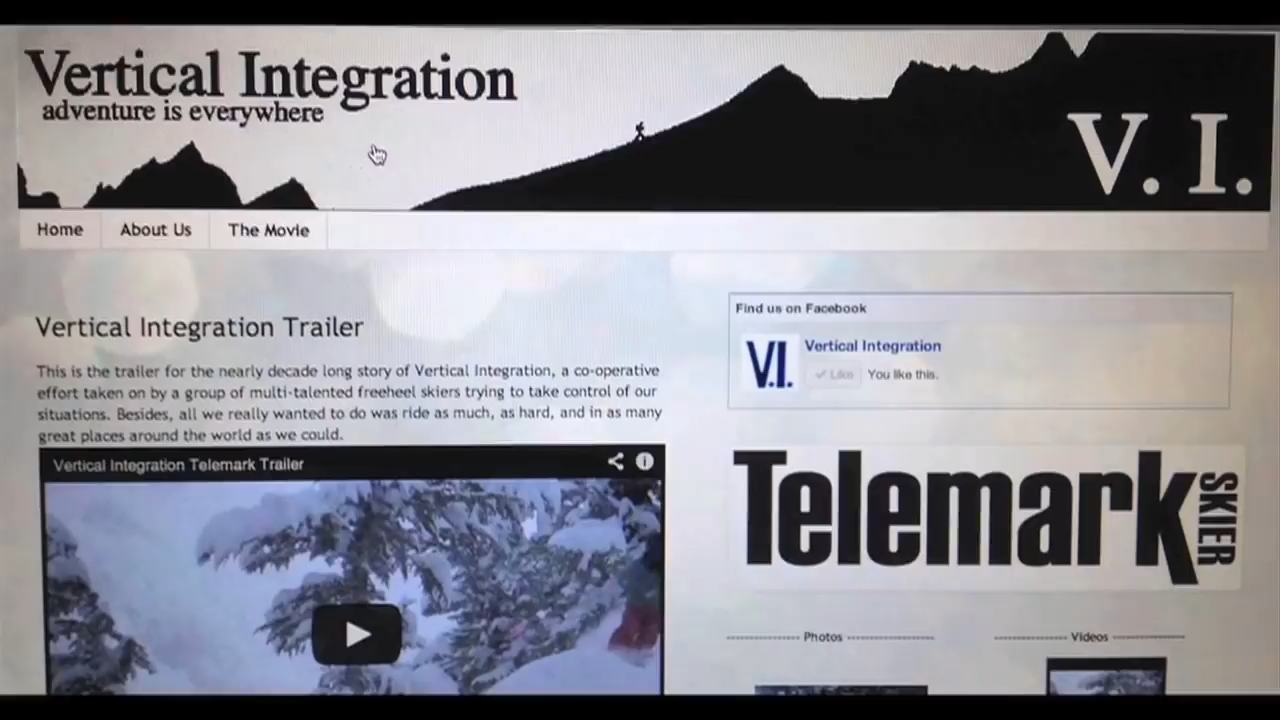 Vertical Integration
adventure is everywhere
V. I.
Home
About Us
The Movie
Vertical Integration Trailer
This is the trailer for the nearly decade long story of Vertical Integration, a co-operative
effort taken on by a group of multi-talented freeheel skiers trying to take control of our
situations. Besides, all we really wanted to do was ride as much, as hard, and in as many
great places around the world as we could.
Vertical Integration Telemark Trailer
Find us on Facebook
V.I.
Vertical Integration
Like
You like this.
Telemark
SKIER
Photos
Videos